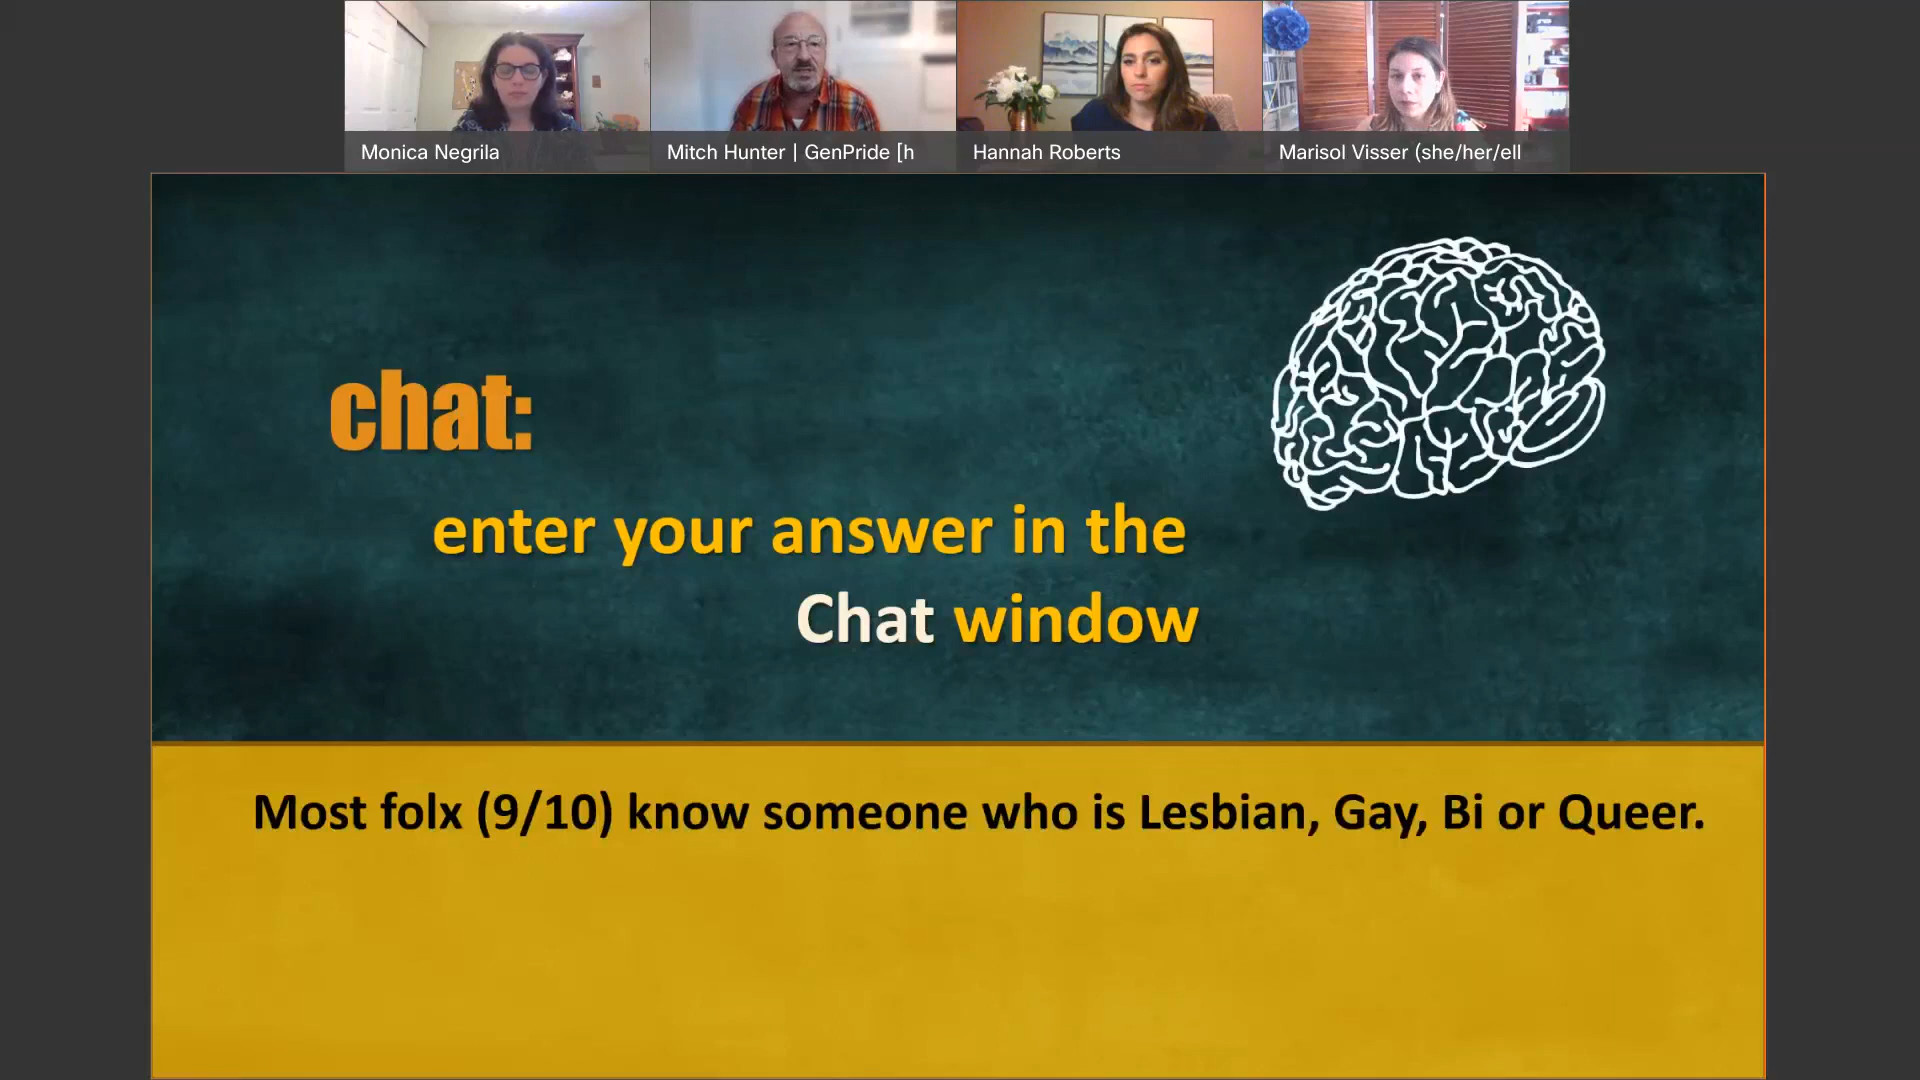 Monica Negrila
Mitch Hunter | GenPride [h
Hannah Roberts
Marisol Visser (she/her/ell
chat:
enter your answer in the
Chat window
Most folx (9/10) know someone who is Lesbian, Gay, Bi or Queer.